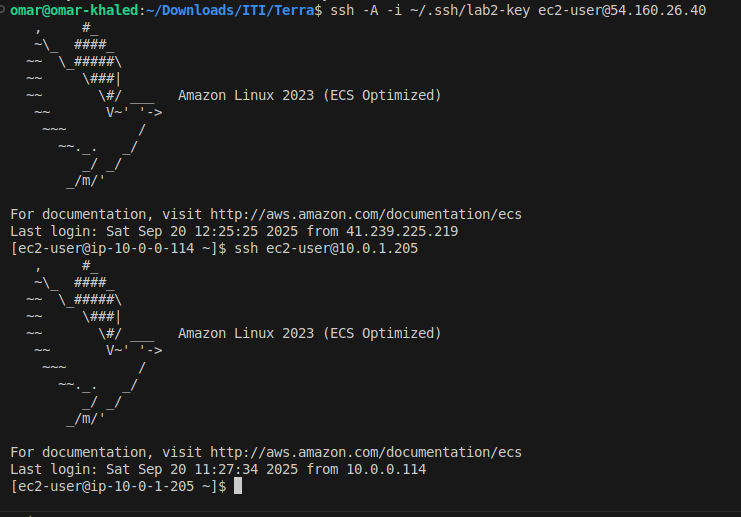 omar@omar-khaled:~/Downloads/ITI/Terra$ ssh -A -i ~/.ssh/lab2-key ec2-user@54.160.26.40
   ,     #_
   ~\_  ####_
  ~~  \_#####\
  ~~     \###|
  ~~       \#/ ___   Amazon Linux 2023 (ECS Optimized)
   ~~       V~' '->
    ~~~         /
      ~~._.   _/
         _/ _/
       _/m/'
For documentation, visit http://aws.amazon.com/documentation/ecs
Last login: Sat Sep 20 12:25:25 2025 from 41.239.225.219
[ec2-user@ip-10-0-0-114 ~]$ ssh ec2-user@10.0.1.205
   ,     #_
   ~\_  ####_
  ~~  \_#####\
  ~~     \###|
  ~~       \#/ ___   Amazon Linux 2023 (ECS Optimized)
   ~~       V~' '->
    ~~~         /
      ~~._.   _/
         _/ _/
       _/m/'
For documentation, visit http://aws.amazon.com/documentation/ecs
Last login: Sat Sep 20 11:27:34 2025 from 10.0.0.114
[ec2-user@ip-10-0-1-205 ~]$